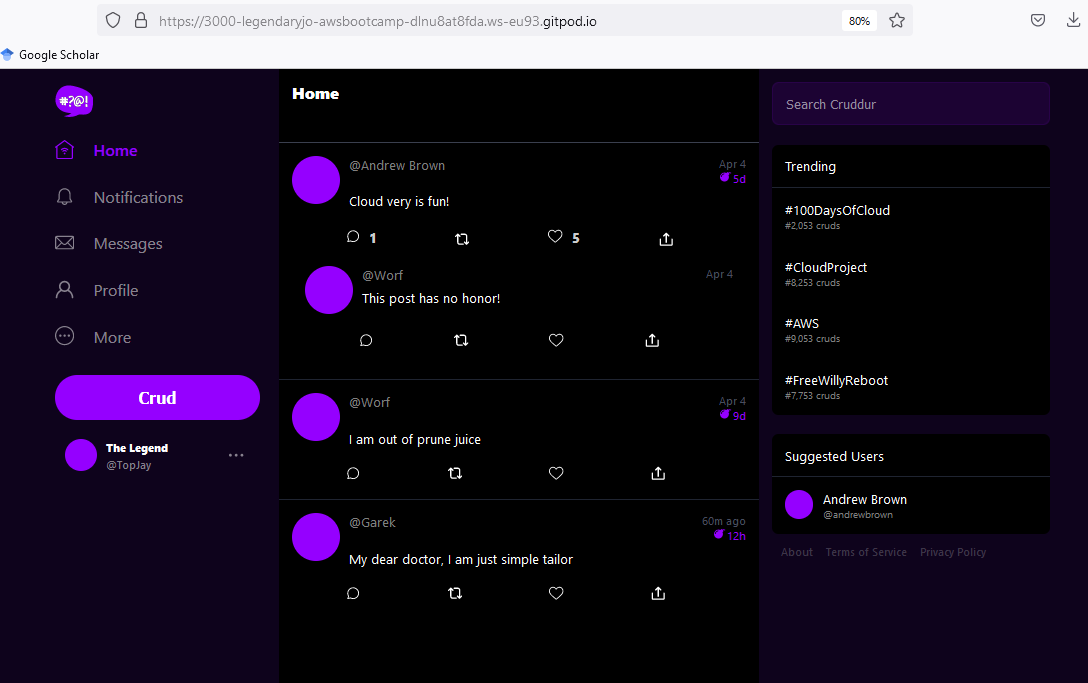 https://3000-legendaryjo-awsbootcamp-dlnu8at8fda.ws-eu93.gitpod.io
80%
Google Scholar
#?@!
Home
Notifications
Messages
Profile
More
Crud
The Legend
@TopJay
Home
@Andrew Brown
Apr 4
5d
Cloud very is fun!
1
5
@Worf
Apr 4
This post has no honor!
@Worf
Apr 4
9d
I am out of prune juice
@Garek
60m ago
12h
My dear doctor, I am just simple tailor
Search Cruddur
Trending
#100DaysOfCloud
#2,053 cruds
#CloudProject
#8,253 cruds
#AWS
#9,053 cruds
#FreeWillyReboot
#7,753 cruds
Suggested Users
Andrew Brown
@andrewbrown
About Terms of Service Privacy Policy